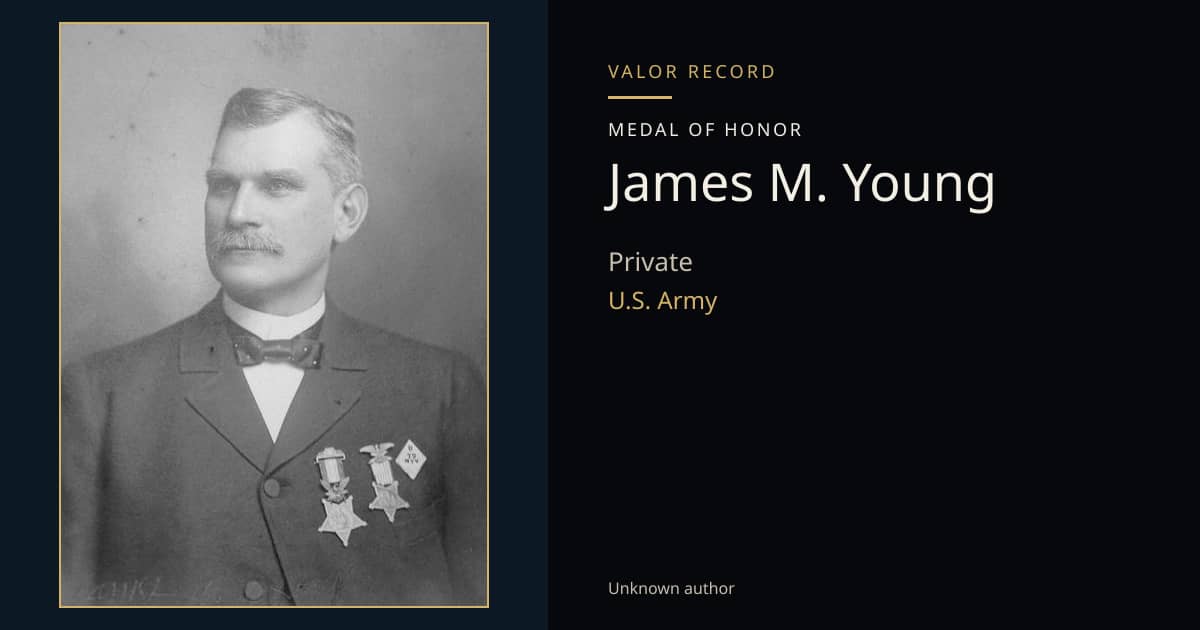 VALOR RECORD
MEDAL OF HONOR
James M. Young
Private
U.S. Army
Unknown author